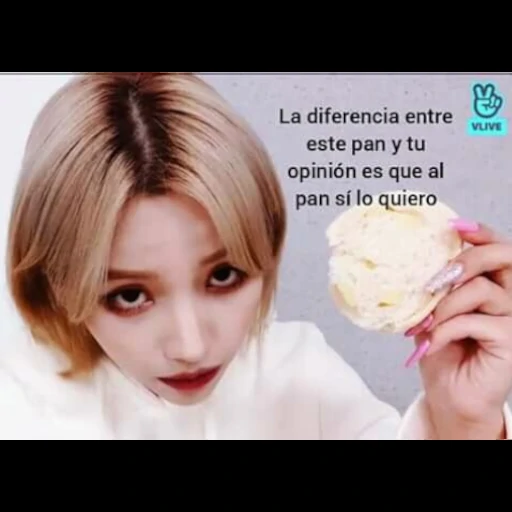 La diferencia entre
este pan y tu
opinión es que al
pan sí lo quiero
VLIVE